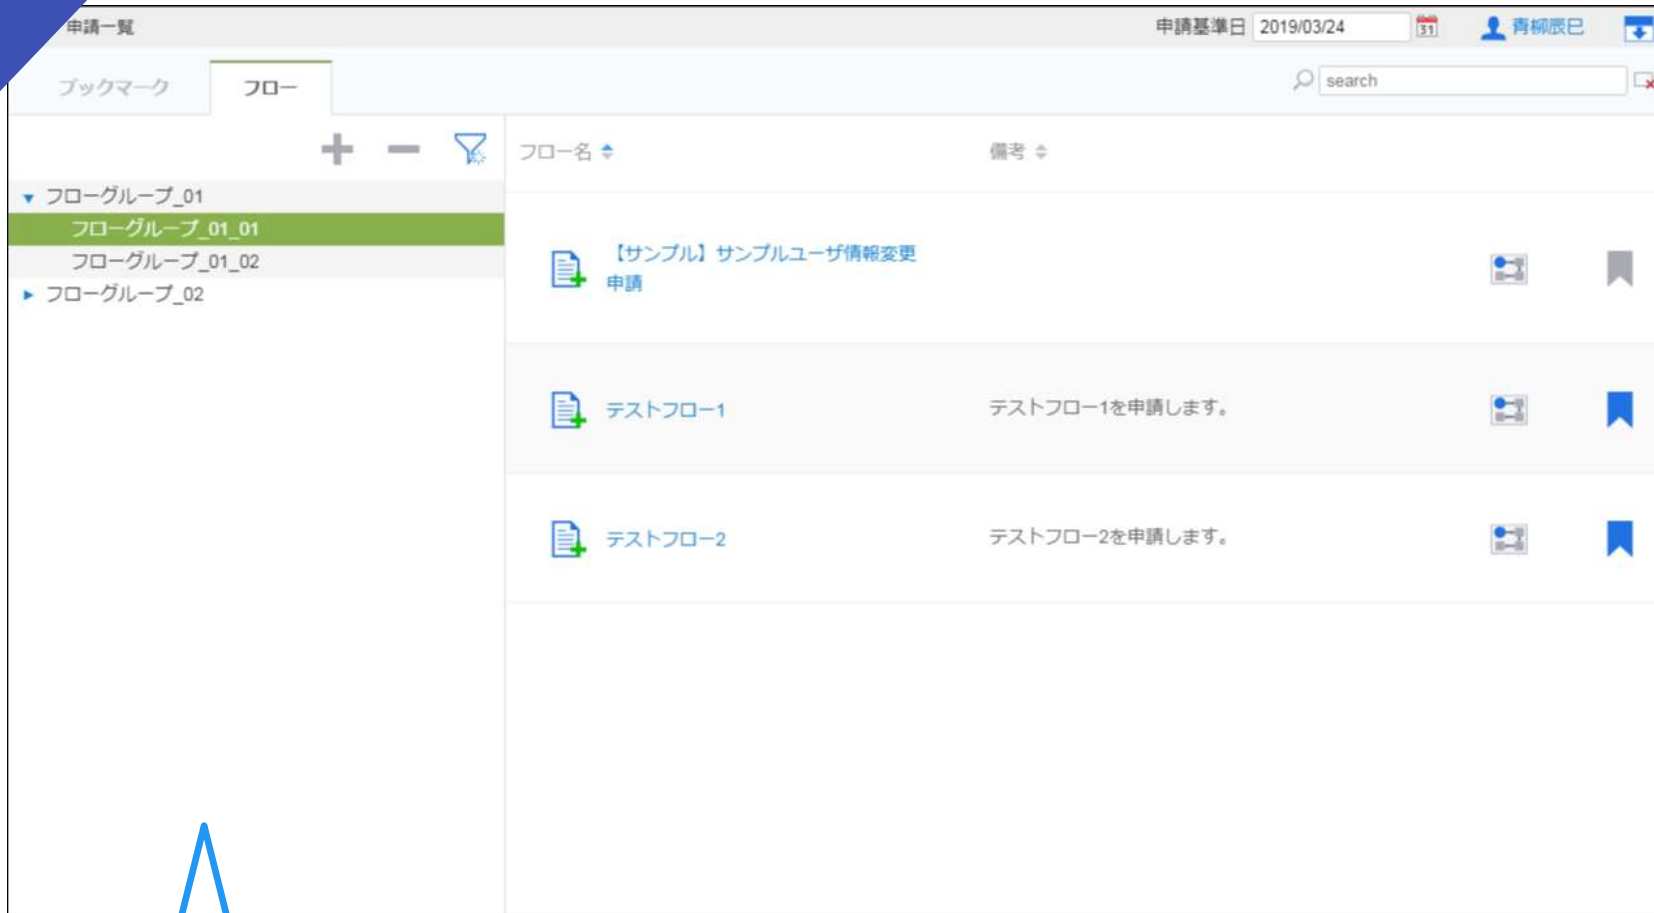 申請一覧
申請基準日 2019/03/24 31 青柳辰巳
ブックマーク フロー search
フロー名 備考
フローグループ_01
フローグループ_01_01
フローグループ_01_02
フローグループ_02
【サンプル】サンプルユーザ情報変更
申請
テストフロー1 テストフロー1を申請します。
テストフロー2 テストフロー2を申請します。